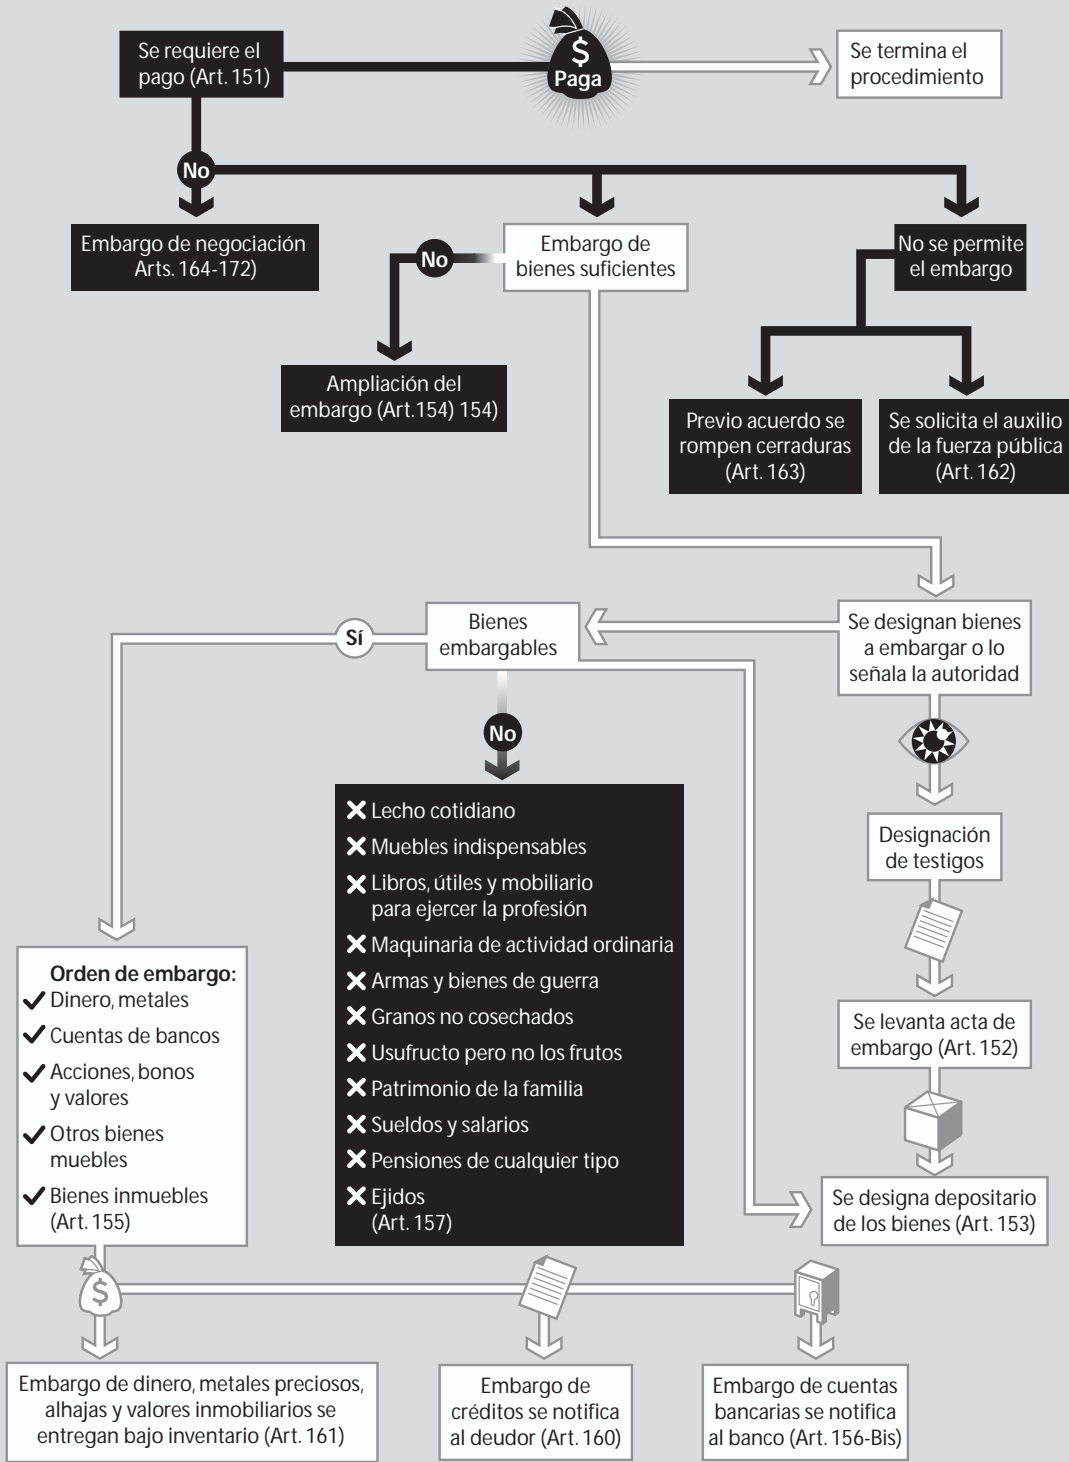 Se requiere el
pago (Art. 151)
$
Paga
Se termina el
procedimiento
No
Embargo de negociación
Arts. 164-172)
No
Embargo de
bienes suficientes
No se permite
el embargo
Ampliación del
embargo (Art.154) 154)
Previo acuerdo se
rompen cerraduras
(Art. 163)
Se solicita el auxilio
de la fuerza pública
(Art. 162)
Sí
Bienes
embargables
Se designan bienes
a embargar o lo
señala la autoridad
No
Lecho cotidiano
Muebles indispensables
Libros, útiles y mobiliario
para ejercer la profesión
Maquinaria de actividad ordinaria
Armas y bienes de guerra
Granos no cosechados
Usufructo pero no los frutos
Patrimonio de la familia
Sueldos y salarios
Pensiones de cualquier tipo
Ejidos
(Art. 157)
Designación
de testigos
Se levanta acta de
embargo (Art. 152)
Se designa depositario
de los bienes (Art. 153)
Orden de embargo:
Dinero, metales
Cuentas de bancos
Acciones, bonos
y valores
Otros bienes
muebles
Bienes inmuebles
(Art. 155)
$
Embargo de dinero, metales preciosos,
alhajas y valores inmobiliarios se
entregan bajo inventario (Art. 161)
Embargo de
créditos se notifica
al deudor (Art. 160)
Embargo de cuentas
bancarias se notifica
al banco (Art. 156-Bis)